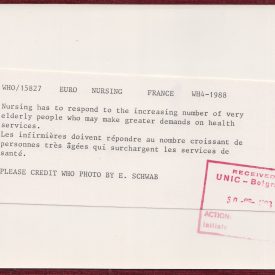 WHO/15827 EURO NURSING FRANCE WH4-1988
Nursing has to respond to the increasing number of very
elderly people who may make greater demands on health
services.
Les infirmières doivent répondre au nombre croissant de
personnes très âgées qui surchargent les services de
santé.
PLEASE CREDIT WHO PHOTO BY E. SCHWAB
RECEIVED
UNIC - Belgr
ACTION:
Initials